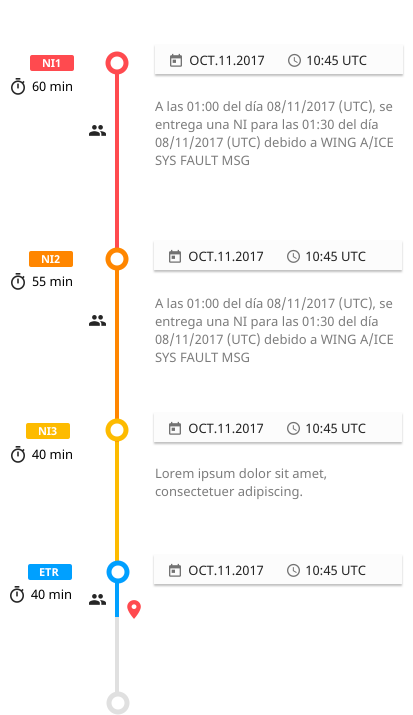 NI1
OCT.11.2017 10:45 UTC
60 min
A las 01:00 del día 08/11/2017 (UTC), se
entrega una NI para las 01:30 del día
08/11/2017 (UTC) debido a WING A/ICE
SYS FAULT MSG
NI2
OCT.11.2017 10:45 UTC
55 min
A las 01:00 del día 08/11/2017 (UTC), se
entrega una NI para las 01:30 del día
08/11/2017 (UTC) debido a WING A/ICE
SYS FAULT MSG
NI3
OCT.11.2017 10:45 UTC
40 min
Lorem ipsum dolor sit amet,
consectetuer adipiscing.
ETR
OCT.11.2017 10:45 UTC
40 min